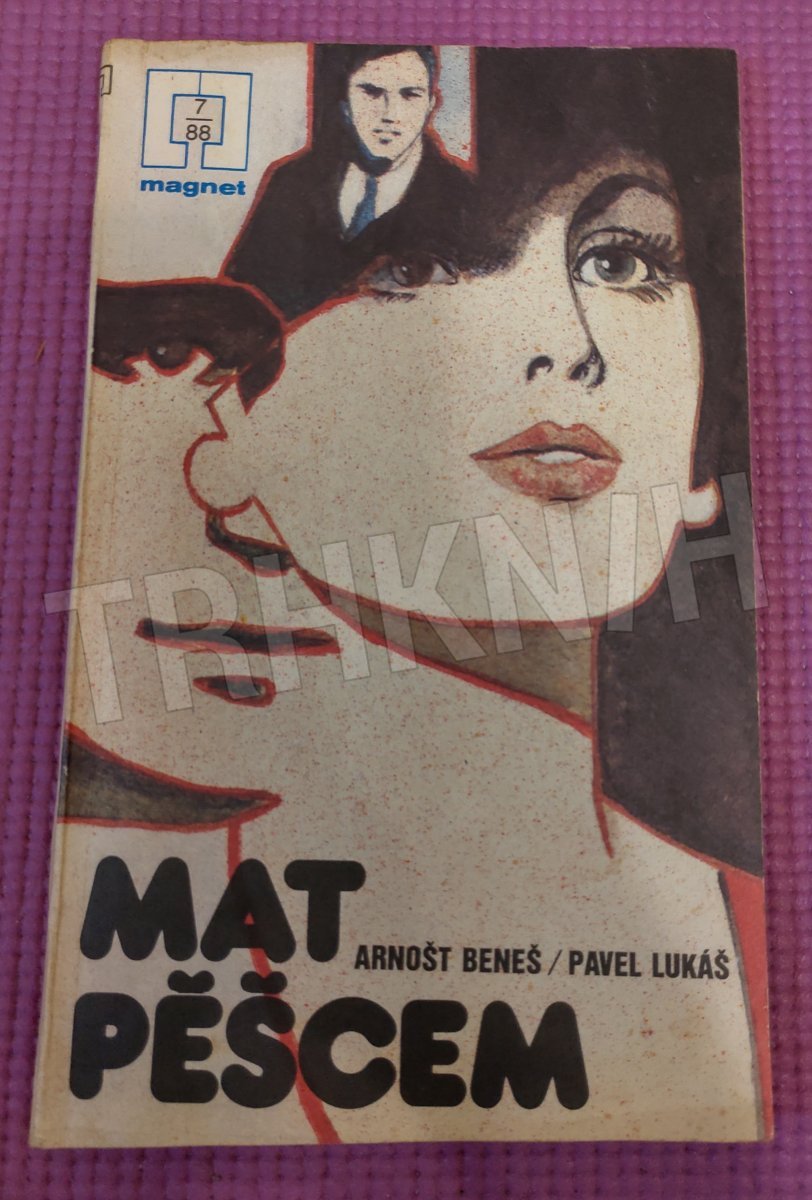 7
88
magnet
TRHKNIH
MAT
ARNOŠT BENEŠ / PAVEL LUKÁŠ
PĚŠCEM